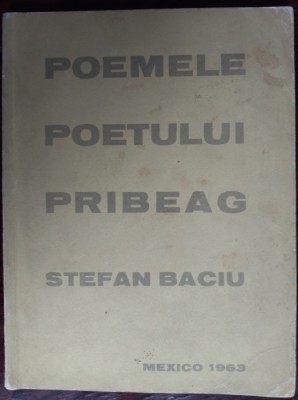 POEMELE
POETULUI
PRIBEAG
STEFAN BACIU
MEXICO 1963